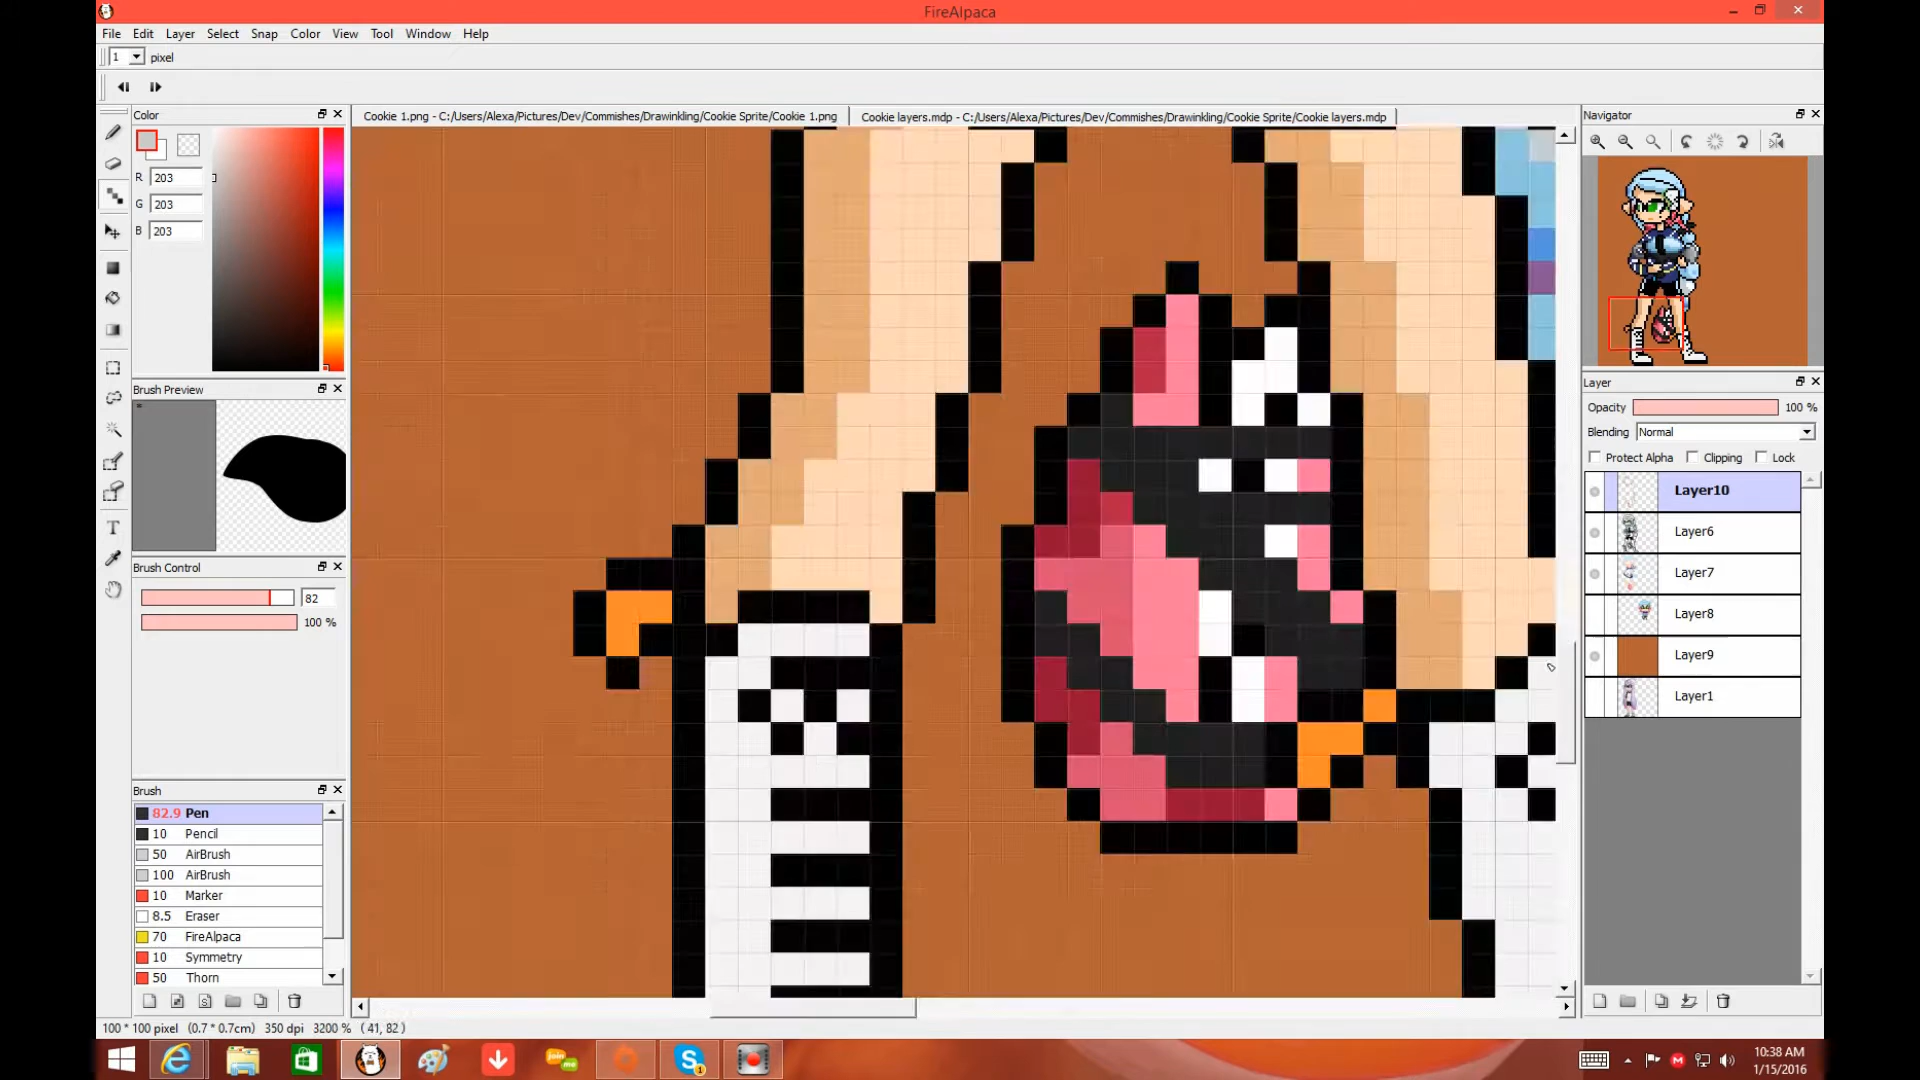 FireAlpaca
File Edit Layer Select Snap Color View Tool Window Help
1 pixel
Color
Cookie 1.png - C:/Users/Alexa/Pictures/Dev/Commishes/Drawinkling/Cookie Sprite/Cookie 1.png
Cookie layers.mdp - C:/Users/Alexa/Pictures/Dev/Commishes/Drawinkling/Cookie Sprite/Cookie layers.mdp
Navigator
R 203
G 203
B 203
Brush Preview
Layer
Opacity 100 %
Blending Normal
Protect Alpha Clipping Lock
Layer10
Layer6
Layer7
Layer8
Layer9
Layer1
T
Brush Control
82
100 %
Brush
82.9 Pen
10 Pencil
50 AirBrush
100 AirBrush
10 Marker
8.5 Eraser
70 FireAlpaca
10 Symmetry
50 Thorn
100 * 100 pixel (0.7 * 0.7cm) 350 dpi 3200 % ( 41, 82 )
join.me
10:38 AM
1/15/2016